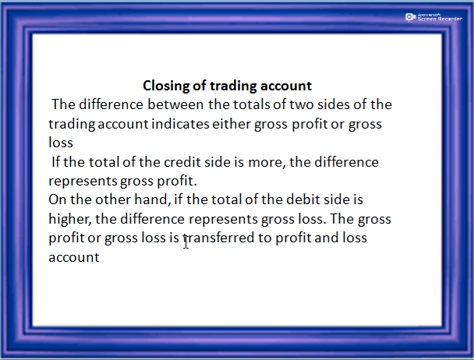 Screen Recorder
Closing of trading account
The difference between the totals of two sides of the
trading account indicates either gross profit or gross
loss
If the total of the credit side is more, the difference
represents gross profit.
On the other hand, if the total of the debit side is
higher, the difference represents gross loss. The gross
profit or gross loss is transferred to profit and loss
account